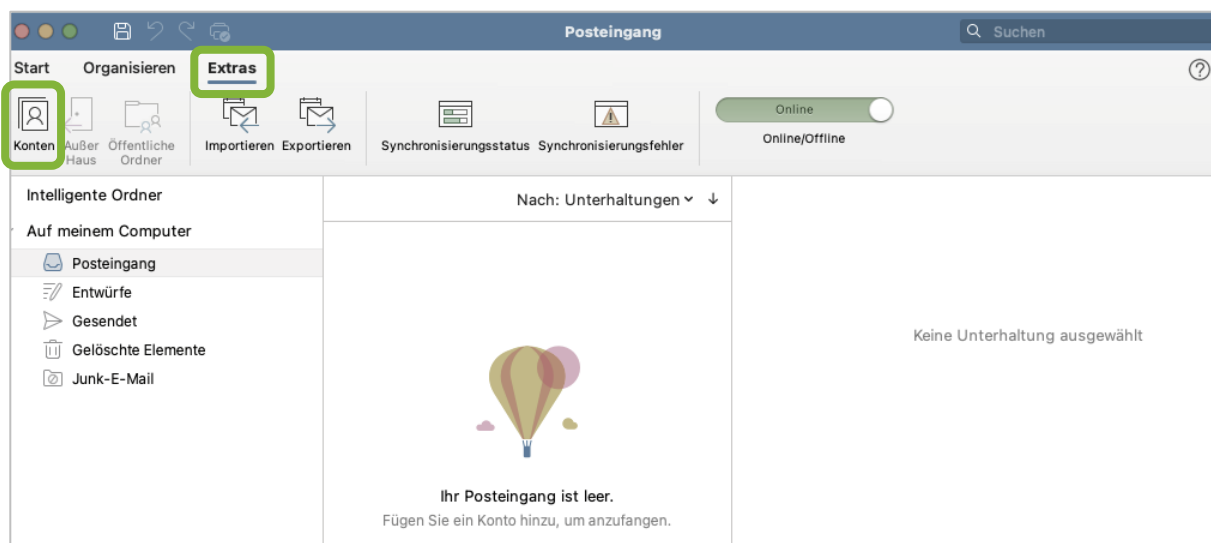 Posteingang
Suchen
Start Organisieren Extras
Konten
Außer Haus
Öffentliche Ordner
Importieren
Exportieren
Synchronisierungsstatus
Synchronisierungsfehler
Online
Online/Offline
Intelligente Ordner
Auf meinem Computer
Posteingang
Entwürfe
Gesendet
Gelöschte Elemente
Junk-E-Mail
Nach: Unterhaltungen
Ihr Posteingang ist leer.
Fügen Sie ein Konto hinzu, um anzufangen.
Keine Unterhaltung ausgewählt